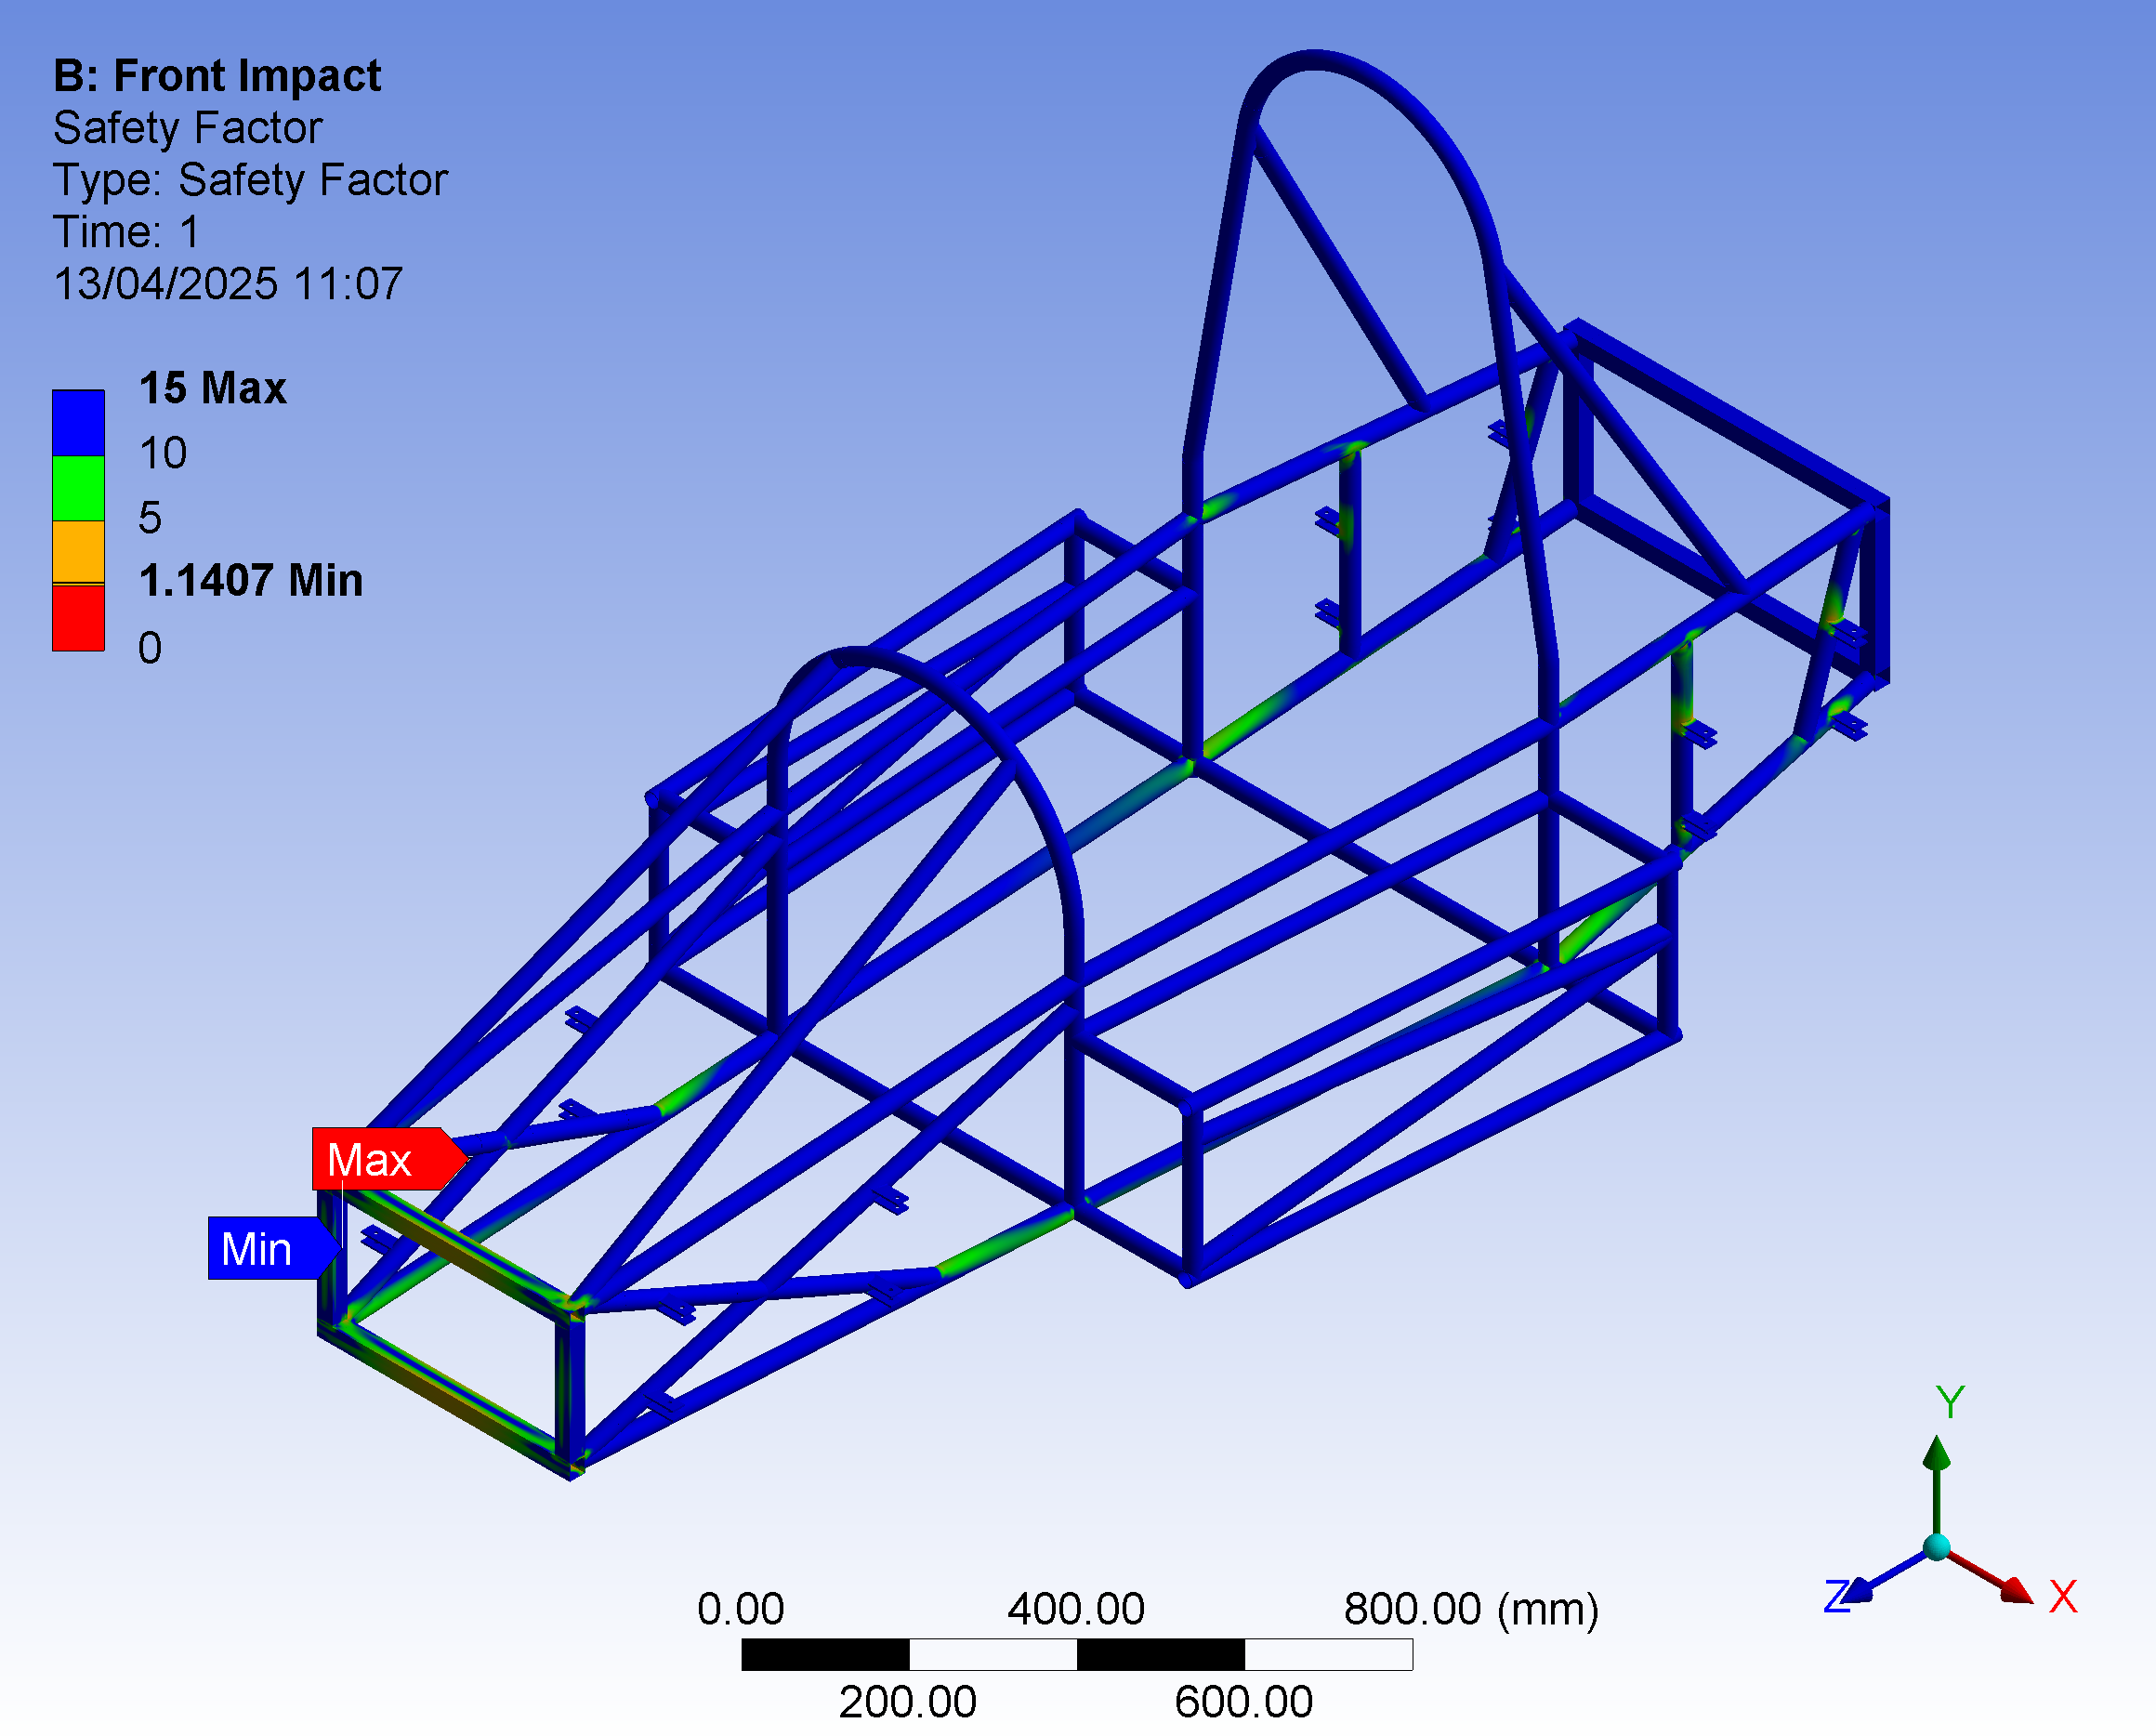 B: Front Impact
Safety Factor
Type: Safety Factor
Time: 1
13/04/2025 11:07
15 Max
10
5
1.1407 Min
0
Max
Min
Y
Z
X
0.00
400.00
800.00 (mm)
200.00
600.00